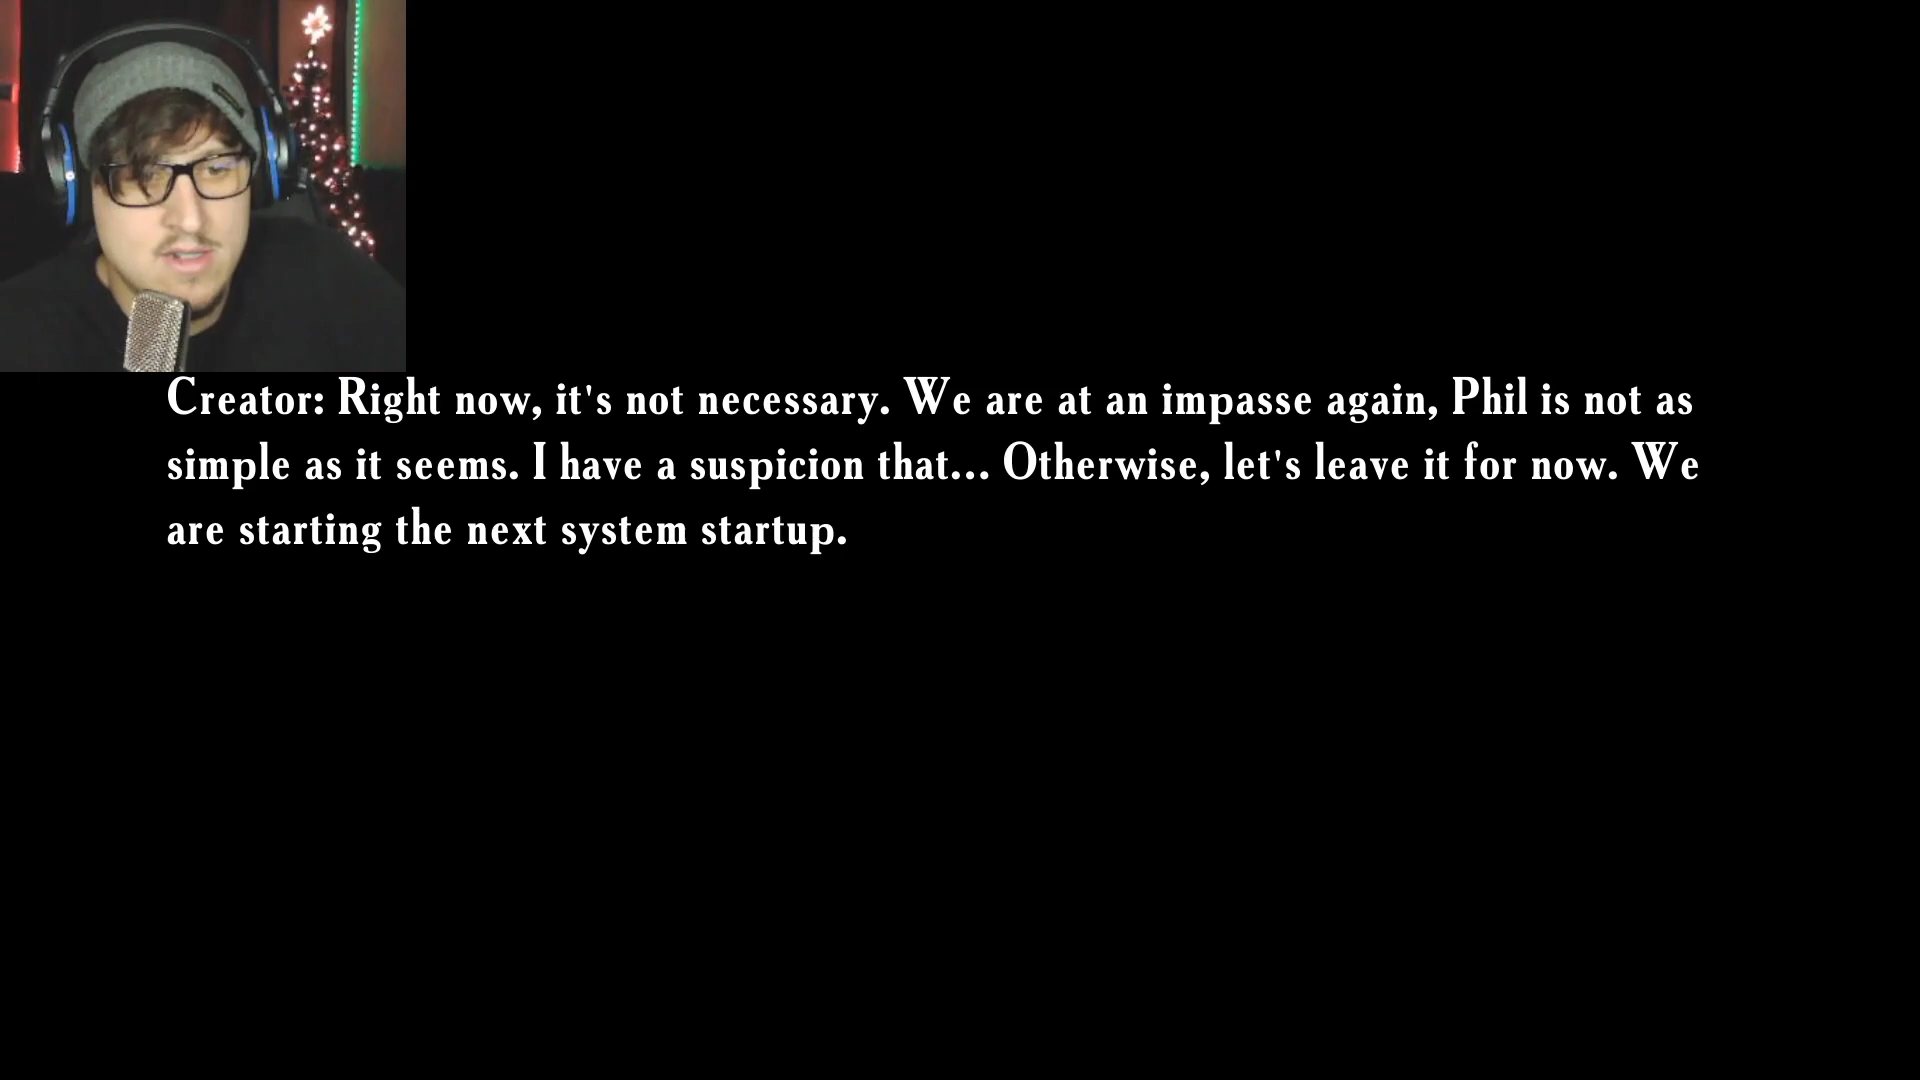 Creator: Right now, it's not necessary. We are at an impasse again, Phil is not as
simple as it seems. I have a suspicion that... Otherwise, let's leave it for now. We
are starting the next system startup.